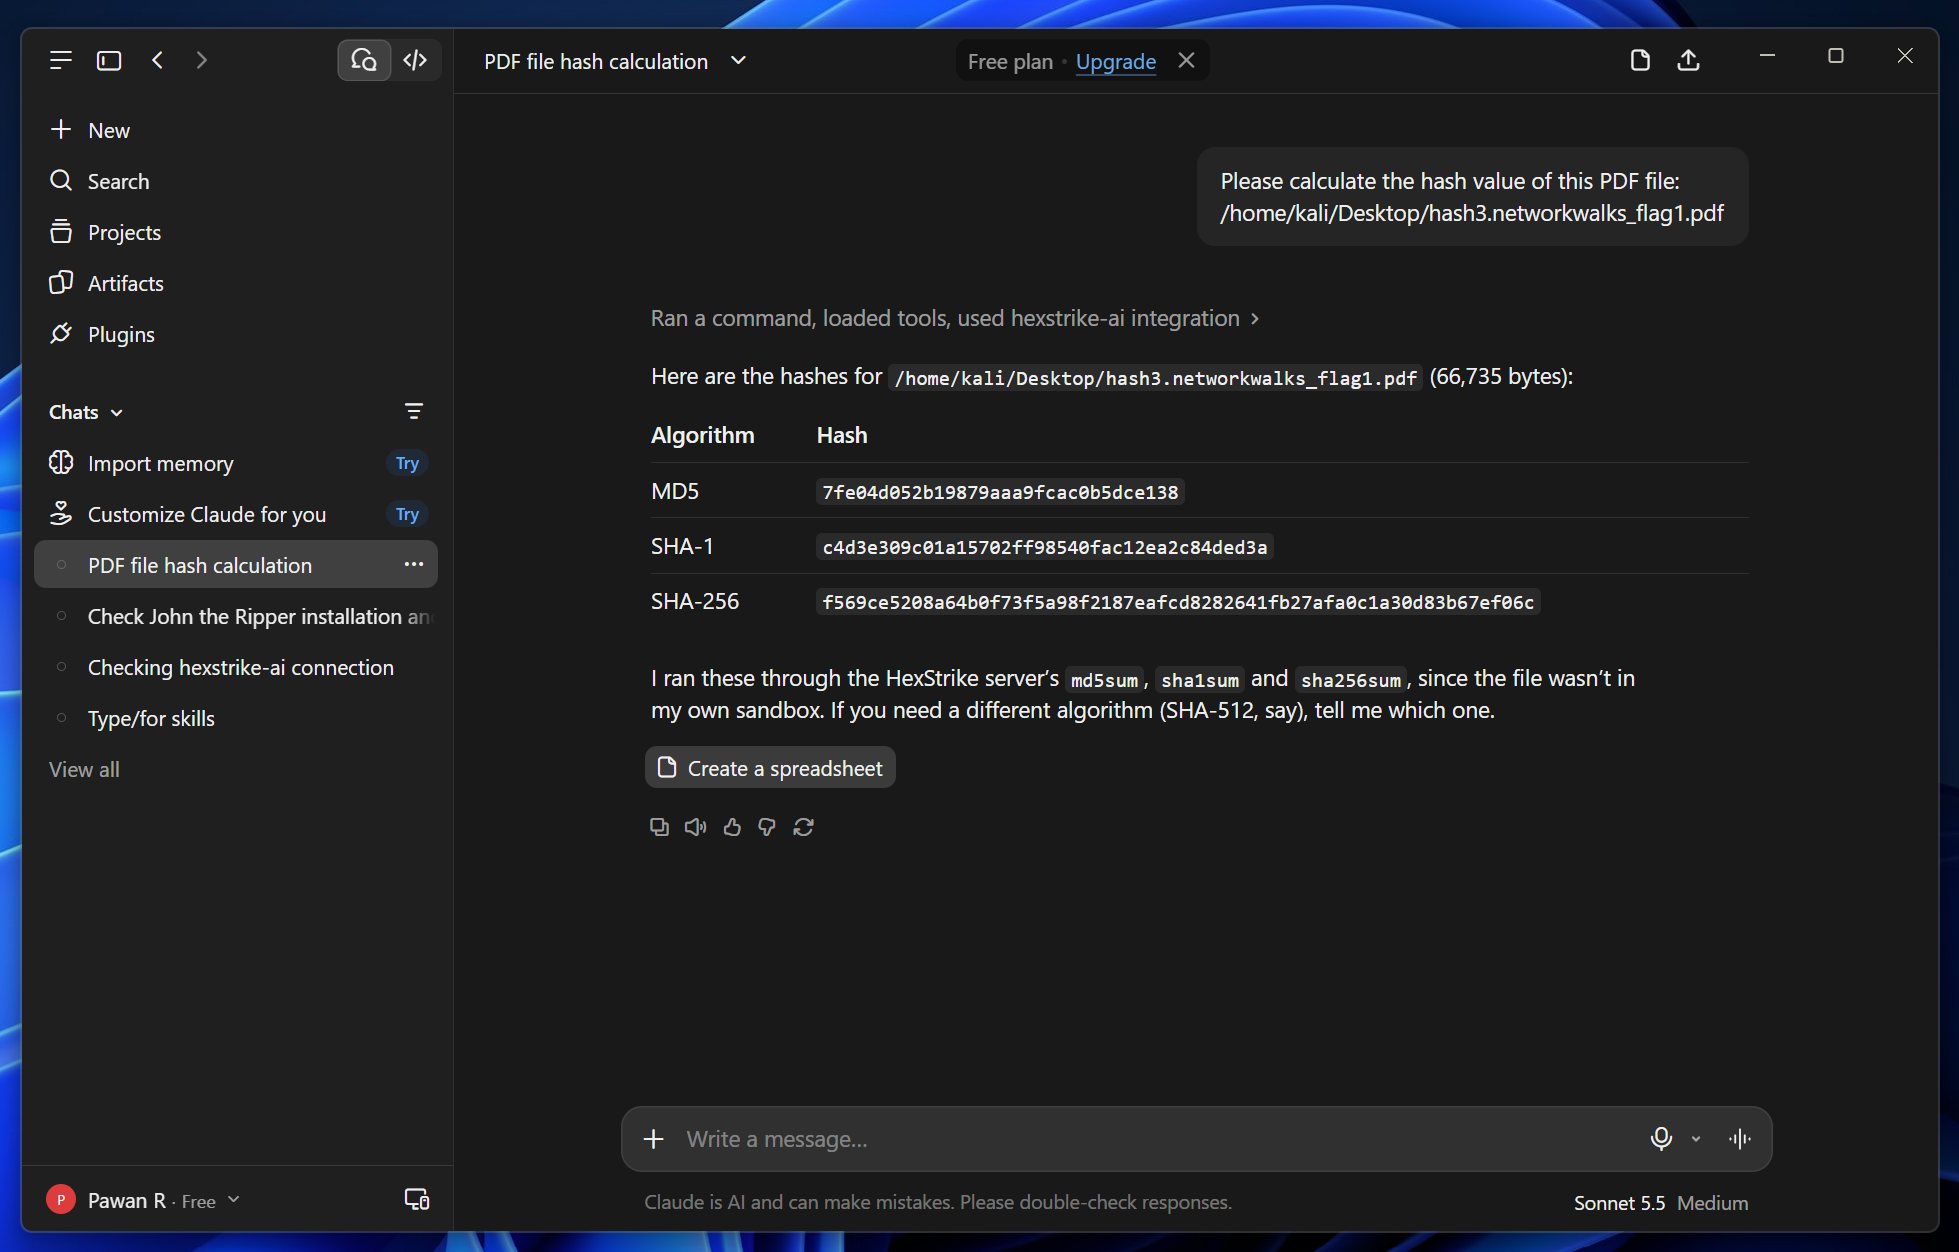 PDF file hash calculation
Free plan · Upgrade
New
Search
Projects
Artifacts
Plugins
Chats
Import memory Try
Customize Claude for you Try
PDF file hash calculation
Check John the Ripper installation an
Checking hexstrike-ai connection
Type/for skills
View all
P Pawan R · Free
Please calculate the hash value of this PDF file:
/home/kali/Desktop/hash3.networkwalks_flag1.pdf
Ran a command, loaded tools, used hexstrike-ai integration
Here are the hashes for /home/kali/Desktop/hash3.networkwalks_flag1.pdf (66,735 bytes):
Algorithm Hash
MD5 7fe04d052b19879aaa9fcac0b5dce138
SHA-1 c4d3e309c01a15702ff98540fac12ea2c84ded3a
SHA-256 f569ce5208a64b0f73f5a98f2187eafcd8282641fb27afa0c1a30d83b67ef06c
I ran these through the HexStrike server’s md5sum, sha1sum and sha256sum, since the file wasn’t in
my own sandbox. If you need a different algorithm (SHA-512, say), tell me which one.
Create a spreadsheet
Write a message...
Claude is AI and can make mistakes. Please double-check responses.
Sonnet 5.5 Medium